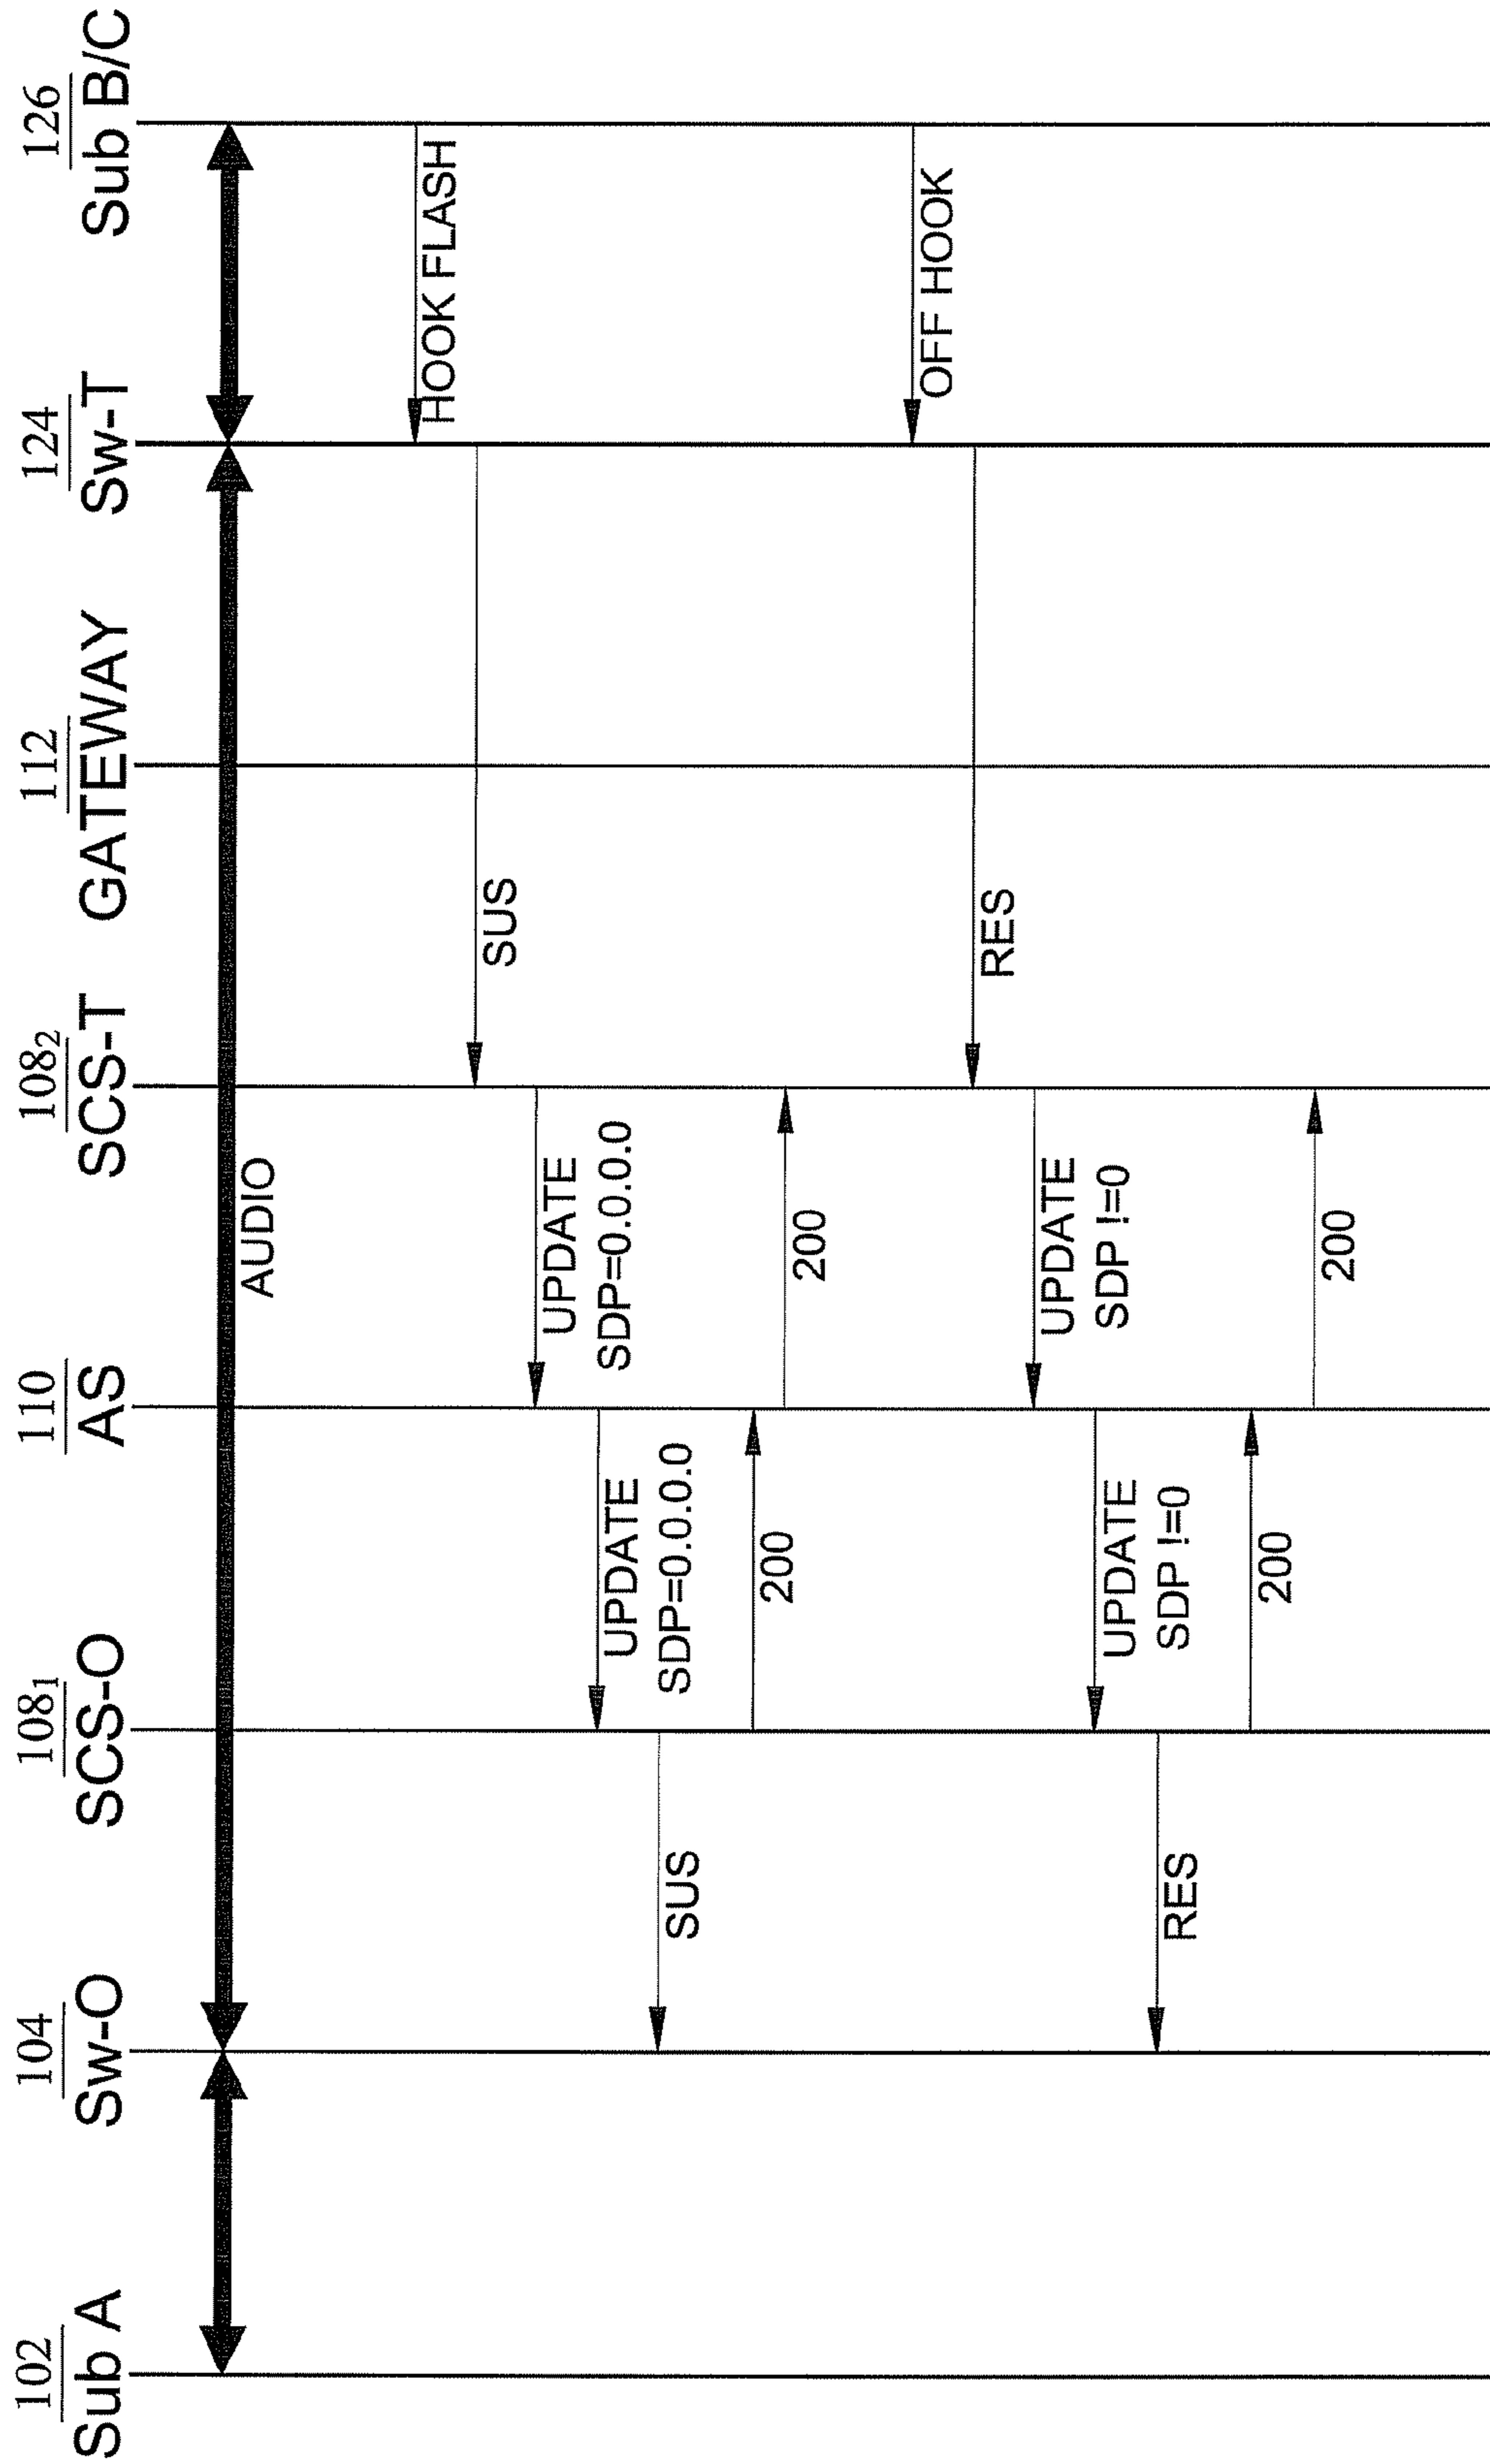 102
Sub A
104
Sw-O
108₁
SCS-O
110
AS
108₂
SCS-T
112
GATEWAY
124
Sw-T
126
Sub B/C
AUDIO
HOOK FLASH
SUS
UPDATE
SDP=0.0.0.0
UPDATE
SDP=0.0.0.0
SUS
200
200
OFF HOOK
RES
UPDATE
SDP !=0
UPDATE
SDP !=0
RES
200
200